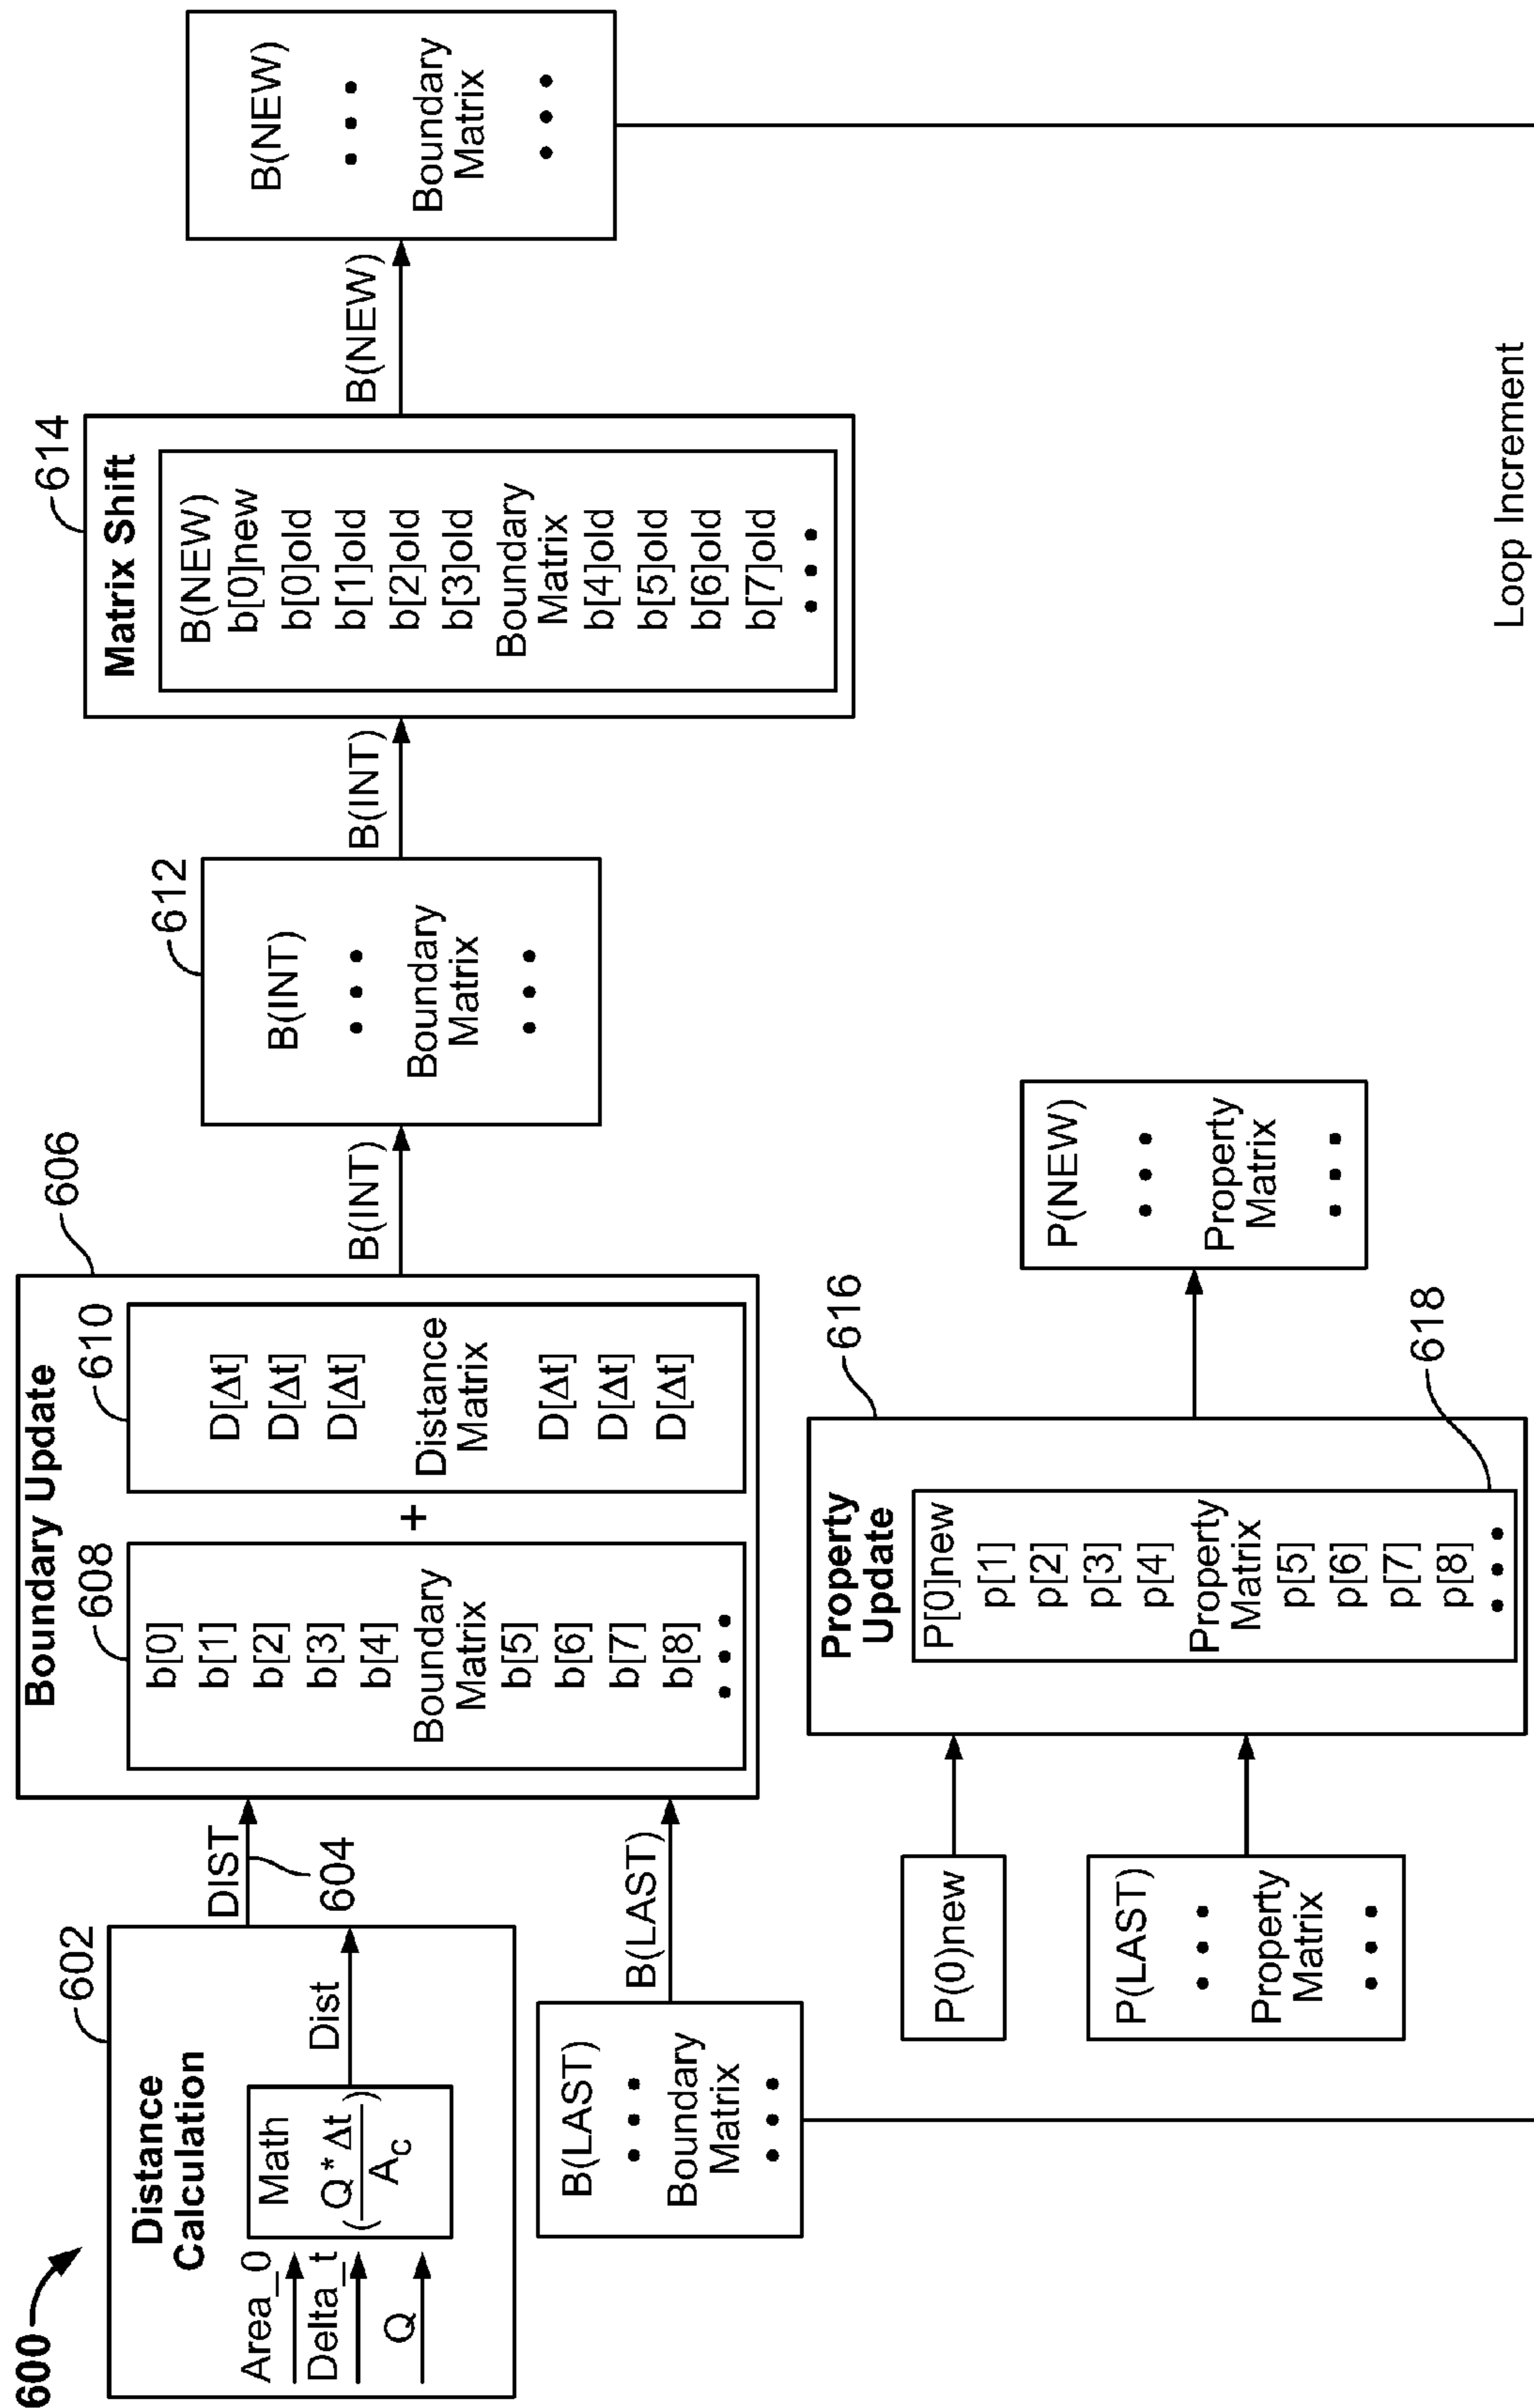 600
602
Distance
Calculation
Area_0
Delta_t
Q
Math
(Q * Δt
A_C)
Dist
DIST
604
B(LAST)
• • •
Boundary
Matrix
• • •
B(LAST)
606
Boundary Update
608
b[0]
b[1]
b[2]
b[3]
b[4]
Boundary
Matrix
b[5]
b[6]
b[7]
b[8]
• • •
+
610
D[Δt]
D[Δt]
D[Δt]
Distance
Matrix
D[Δt]
D[Δt]
D[Δt]
B(INT)
612
B(INT)
• • •
Boundary
Matrix
• • •
B(INT)
614
Matrix Shift
B(NEW)
b[0]new
b[0]old
b[1]old
b[2]old
b[3]old
Boundary
Matrix
b[4]old
b[5]old
b[6]old
b[7]old
• • •
B(NEW)
B(NEW)
• • •
Boundary
Matrix
• • •
P(0)new
P(LAST)
• • •
Property
Matrix
• • •
616
Property
Update
P[0]new
p[1]
p[2]
p[3]
p[4]
Property
Matrix
p[5]
p[6]
p[7]
p[8]
• • •
618
P(NEW)
• • •
Property
Matrix
• • •
Loop Increment